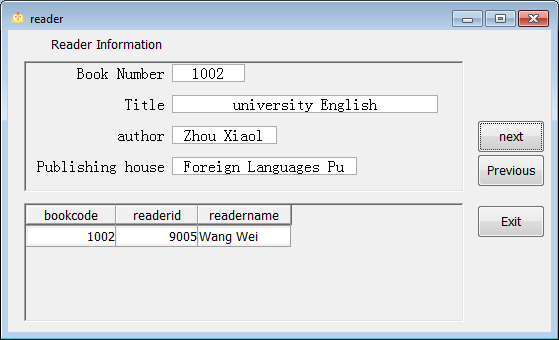 reader
Reader Information
Book Number 1002
Title university English
author Zhou Xiaol
Publishing house Foreign Languages Pu
next
Previous
Exit
bookcode readerid readername
1002 9005 Wang Wei